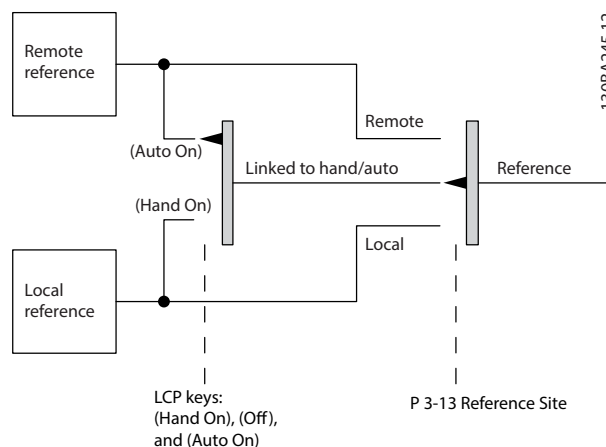 Remote
reference
(Auto On)
(Hand On)
Linked to hand/auto
Remote
Local
Reference
Local
reference
LCP keys:
(Hand On), (Off),
and (Auto On)
P 3-13 Reference Site